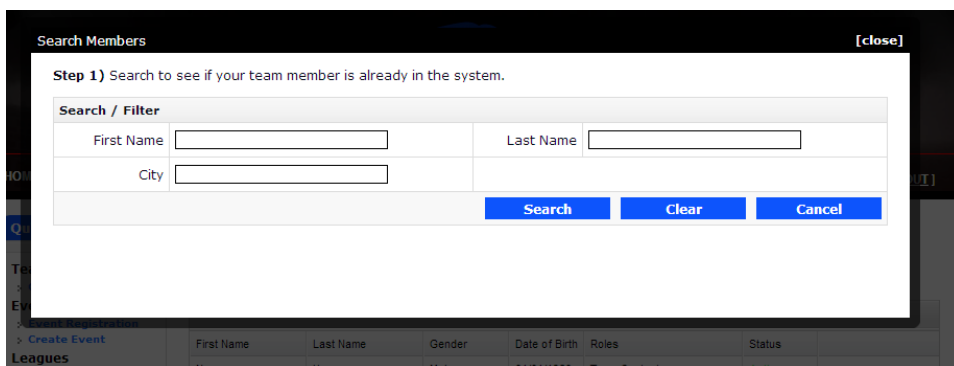 Search Members [close]
Step 1) Search to see if your team member is already in the system.
Search / Filter
First Name Last Name
City
Search Clear Cancel
> Event Registration
> Create Event
Leagues
First Name Last Name Gender Date of Birth Roles Status